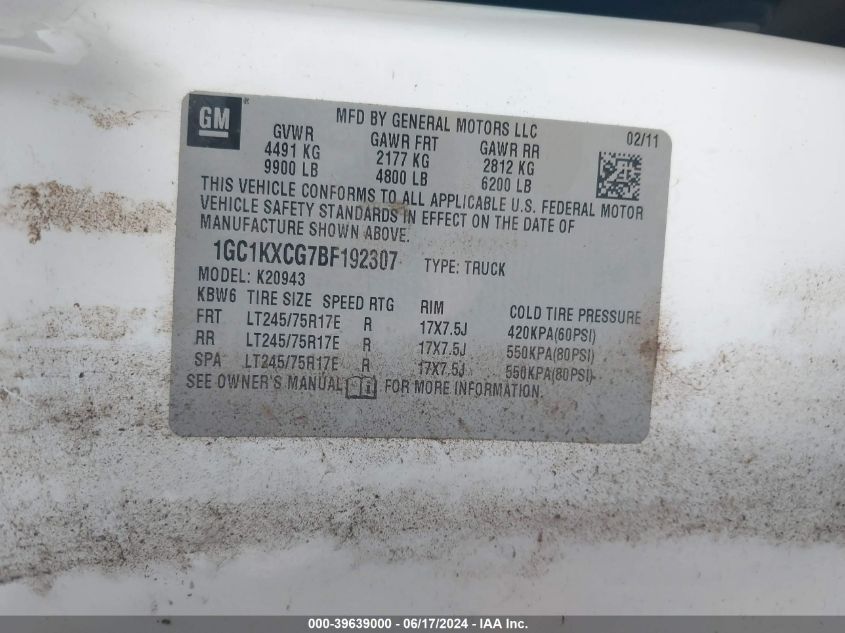 GM
MFD BY GENERAL MOTORS LLC
02/11
GVWR GAWR FRT GAWR RR
4491 KG 2177 KG 2812 KG
9900 LB 4800 LB 6200 LB
THIS VEHICLE CONFORMS TO ALL APPLICABLE U.S. FEDERAL MOTOR
VEHICLE SAFETY STANDARDS IN EFFECT ON THE DATE OF
MANUFACTURE SHOWN ABOVE.
1GC1KXCG7BF192307 TYPE: TRUCK
MODEL: K20943
KBW6 TIRE SIZE SPEED RTG RIM COLD TIRE PRESSURE
FRT LT245/75R17E R 17X7.5J 420KPA(60PSI)
RR LT245/75R17E R 17X7.5J 550KPA(80PSI)
SPA LT245/75R17E R 17X7.5J 550KPA(80PSI)
SEE OWNER'S MANUAL FOR MORE INFORMATION.
000-39639000 - 06/17/2024 - IAA Inc.